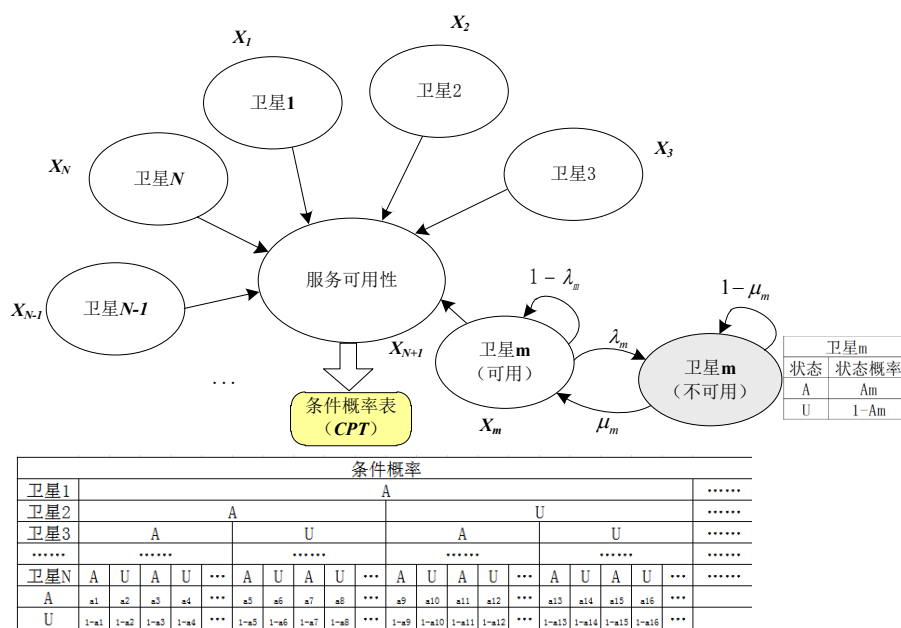 X₂
X₁
卫星2
卫星1
X₃
X_N
卫星3
卫星N
服务可用性
1-λₘ
1-μₘ
X_{N-1}
卫星N-1
λₘ
X_{N+1}
卫星m
(可用)
卫星m
(不可用)
卫星m
状态 状态概率
A Am
U 1-Am
...
条件概率表
(CPT)
Xₘ
μₘ
条件概率
卫星1 A ……
卫星2 A U ……
卫星3 A U A U ……
…… …… …… …… …… ……
卫星N A U A U … A U A U … A U A U … A U A U … ……
A a1 a2 a3 a4 … a5 a6 a7 a8 … a9 a10 a11 a12 … a13 a14 a15 a16 …
U 1-a1 1-a2 1-a3 1-a4 … 1-a5 1-a6 1-a7 1-a8 … 1-a9 1-a10 1-a11 1-a12 … 1-a13 1-a14 1-a15 1-a16 …